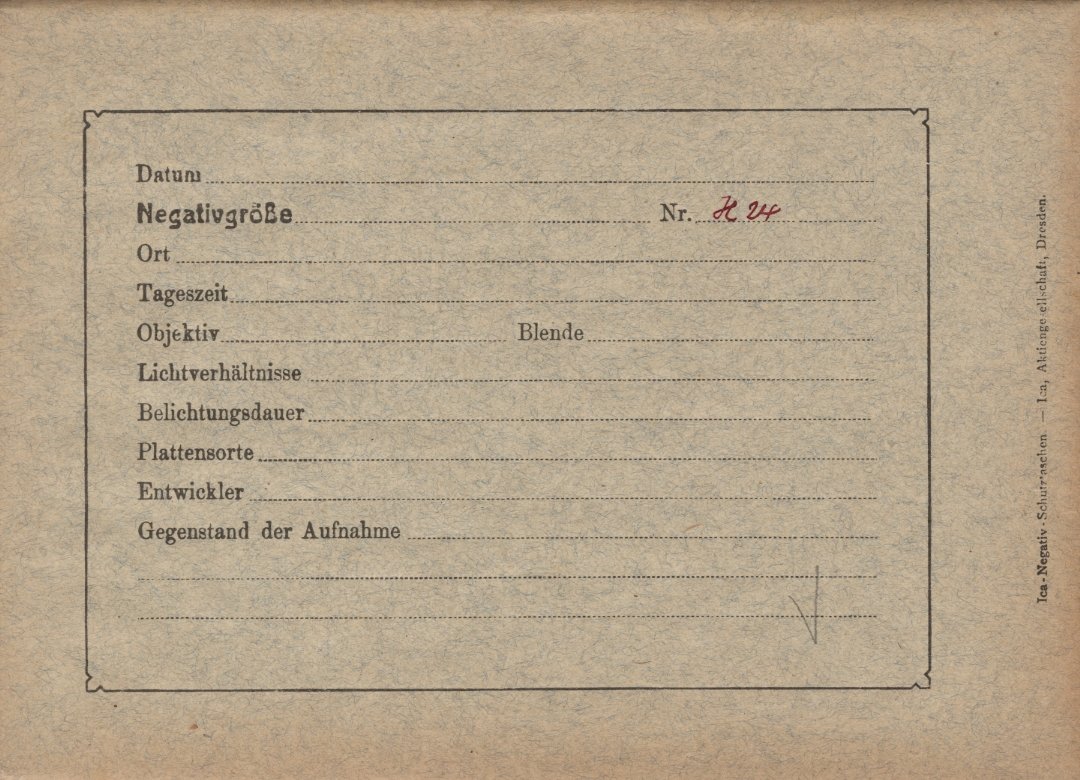 Datum
Negativgröße Nr. H 24
Ort
Tageszeit
Objektiv Blende
Lichtverhältnisse
Belichtungsdauer
Plattensorte
Entwickler
Gegenstand der Aufnahme
Ica - Negativ - Schutztaschen — Ica, Aktiengesellschaft, Dresden.